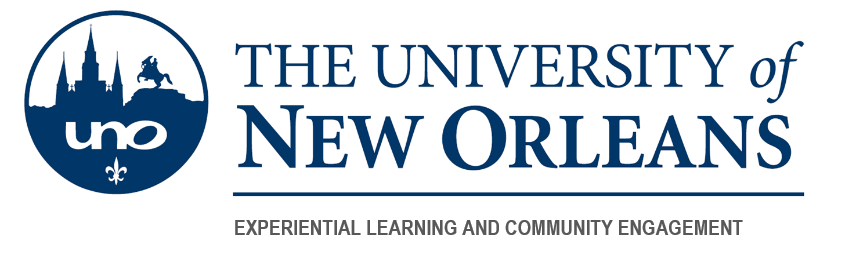 uno
THE UNIVERSITY of
NEW ORLEANS
EXPERIENTIAL LEARNING AND COMMUNITY ENGAGEMENT